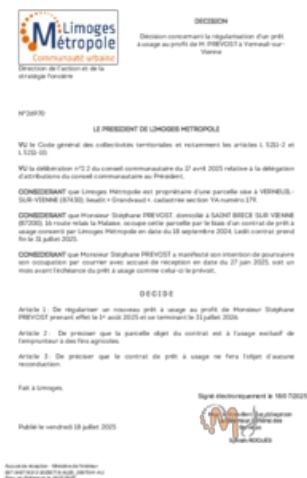 Limoges
Métropole
Communauté urbaine
Direction de l'action et de la
stratégie foncière
DECISION
Décision concernant la régularisation d'un prêt
à usage au profit de M. PREVOST à Verneuil-sur-
Vienne
LE PRESIDENT DE LIMOGES METROPOLE
VU le Code général des collectivités territoriales et notamment les articles L 5211-2 et
L 5211-10;
VU la délibération n°2.2 du conseil communautaire du 17 avril 2025 relative à la délégation
d'attributions du conseil communautaire au Président.
CONSIDERANT que Limoges Métropole est propriétaire d'une parcelle sise à VERNEUIL-
SUR-VIENNE (87430), lieudit « Grandvaud », cadastrée section YA numéro 179.
CONSIDERANT que Monsieur Stéphane PREVOST, domicilié à SAINT BRECE SUR VIENNE
(87200), 16 route relais la Malaise, occupe cette parcelle par le biais d'un contrat de prêt à
usage consenti par Limoges Métropole en date du 18 septembre 2024. Ledit contrat prend
fin le 31 juillet 2025.
CONSIDERANT que Monsieur Stéphane PREVOST a manifesté son intention de poursuivre
son occupation par courrier avec accusé de réception en date du 27 juin 2025, soit un
mois avant l'échéance du prêt à usage comme celui-ci le prévoit.
DECIDE
Article 1 : De régulariser un nouveau prêt à usage au profit de Monsieur Stéphane
PREVOST prenant effet le 1er août 2025 et se terminant le 31 juillet 2026.
Article 2 : De préciser que la parcelle objet du contrat est à l'usage exclusif de
l'emprunteur à des fins agricoles.
Article 3 : De préciser que le contrat de prêt à usage ne fera l'objet d'aucune
reconduction.
Fait à Limoges,
Signé électroniquement le 18/07/2025
Publié le vendredi 18 juillet 2025
Accusé de réception - Ministère de l'Intérieur